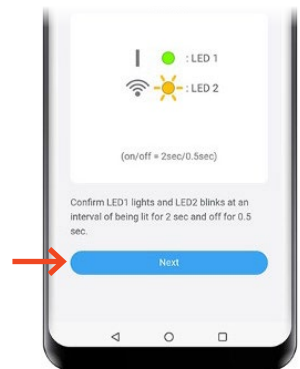 : LED 1
: LED 2
(on/off = 2sec/0.5sec)
Confirm LED1 lights and LED2 blinks at an
interval of being lit for 2 sec and off for 0.5
sec.
Next